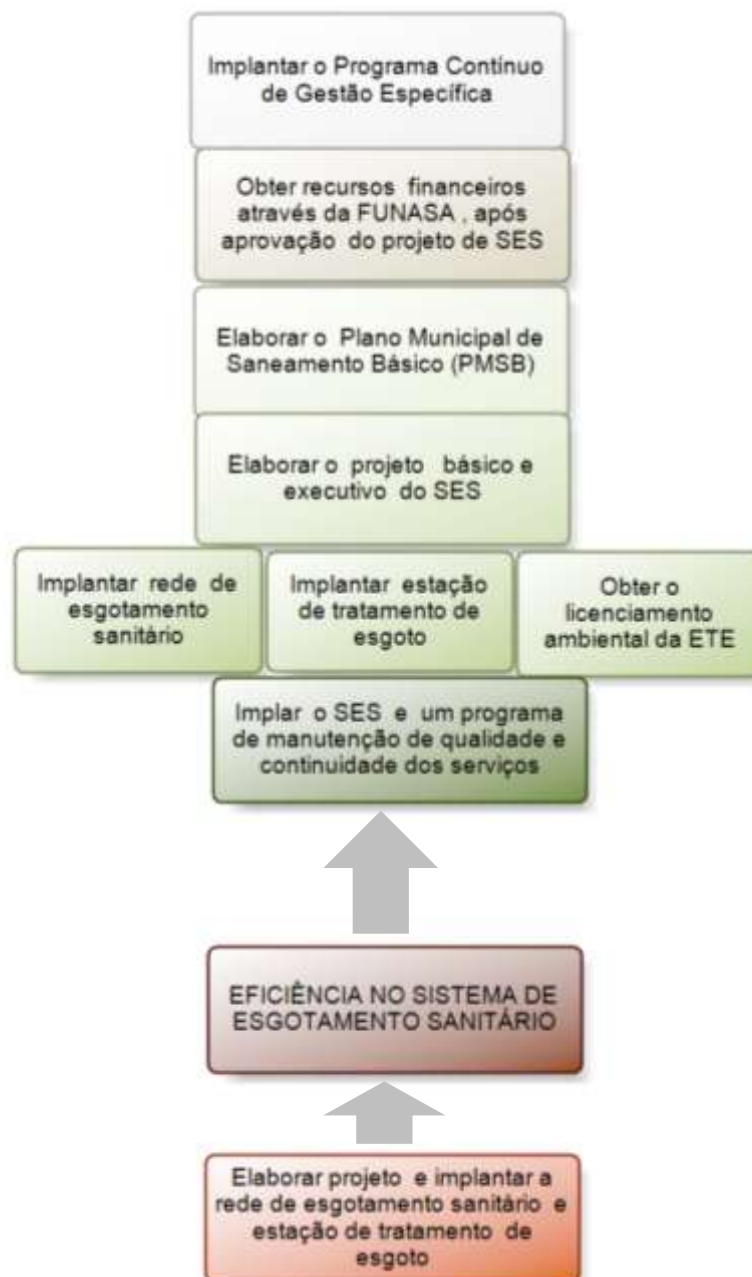 Implantar o Programa Contínuo
de Gestão Específica
Obter recursos financeiros
através da FUNASA , após
aprovação do projeto de SES
Elaborar o Plano Municipal de
Saneamento Básico (PMSB)
Elaborar o projeto básico e
executivo do SES
Implantar rede de
esgotamento
sanitário
Implantar estação
de tratamento de
esgoto
Obter o
licenciamento
ambiental da ETE
Implar o SES e um programa
de manutenção de qualidade e
continuidade dos serviços
EFICIÊNCIA NO SISTEMA DE
ESGOTAMENTO SANITÁRIO
Elaborar projeto e implantar a
rede de esgotamento sanitário e
estação de tratamento de
esgoto